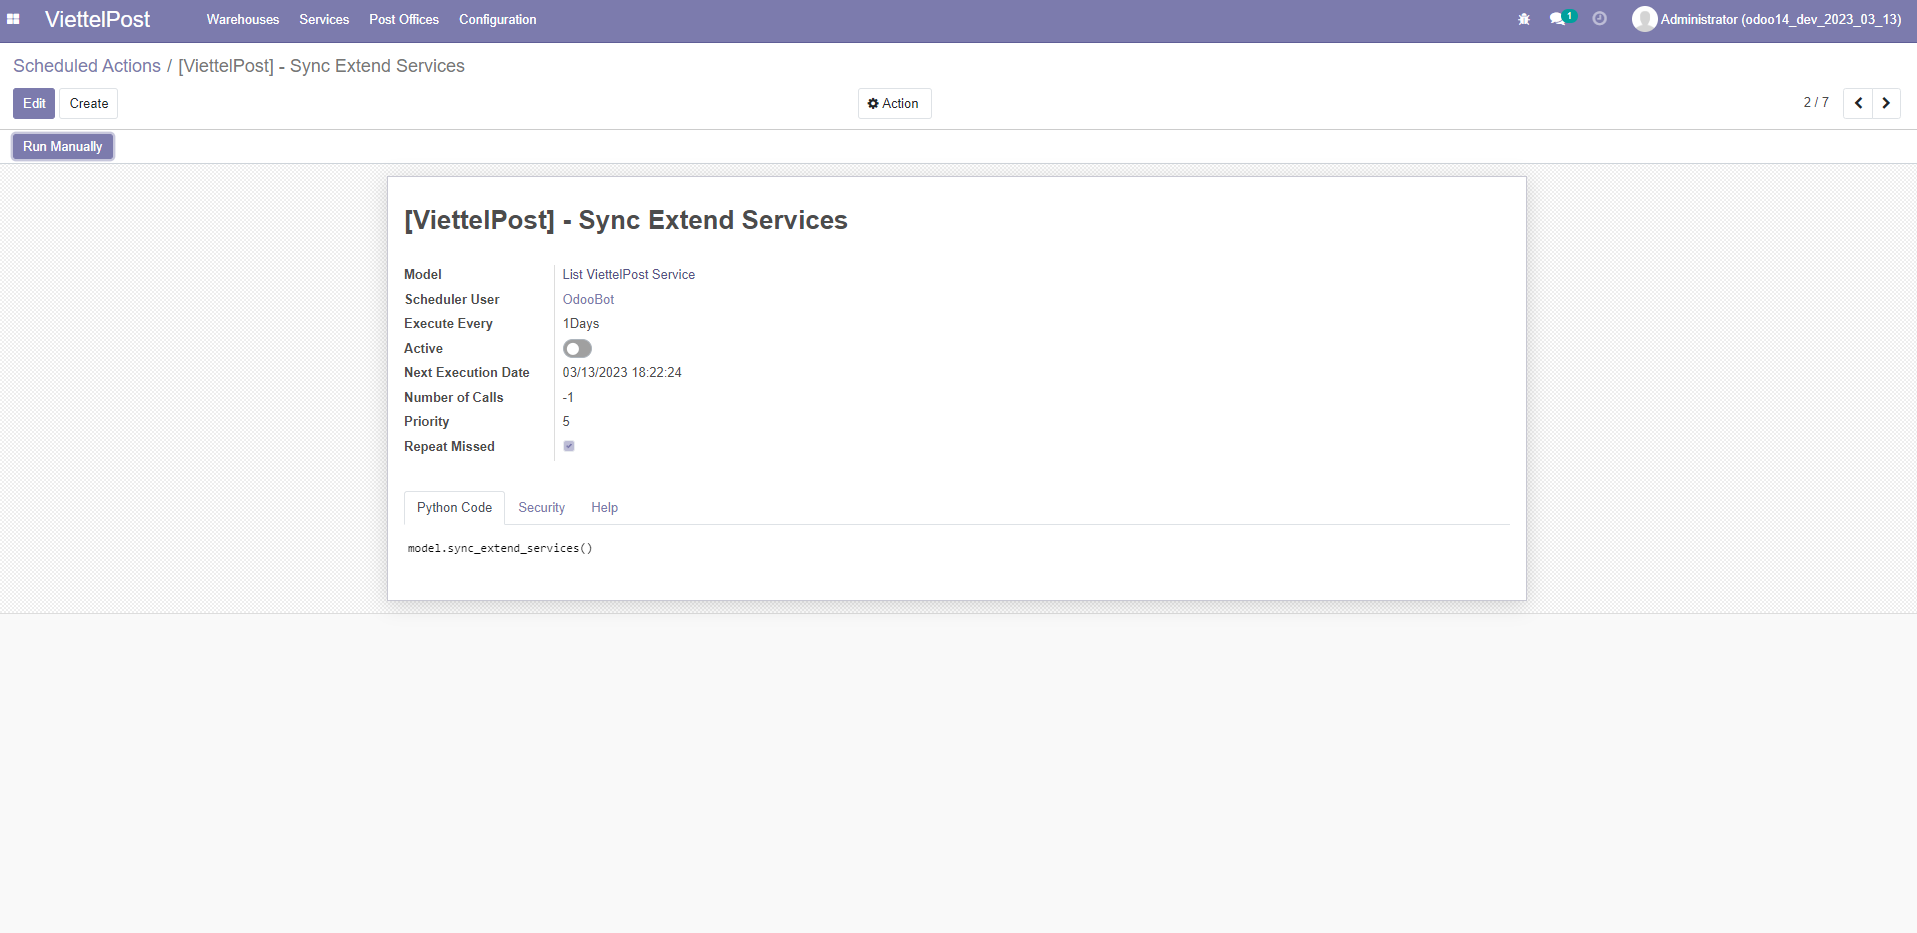 ViettelPost Warehouses Services Post Offices Configuration 1 Administrator (odoo14_dev_2023_03_13)
Scheduled Actions / [ViettelPost] - Sync Extend Services
Edit Create Action 2 / 7
Run Manually
[ViettelPost] - Sync Extend Services
Model List ViettelPost Service
Scheduler User OdooBot
Execute Every 1Days
Active
Next Execution Date 03/13/2023 18:22:24
Number of Calls -1
Priority 5
Repeat Missed
Python Code Security Help
model.sync_extend_services()